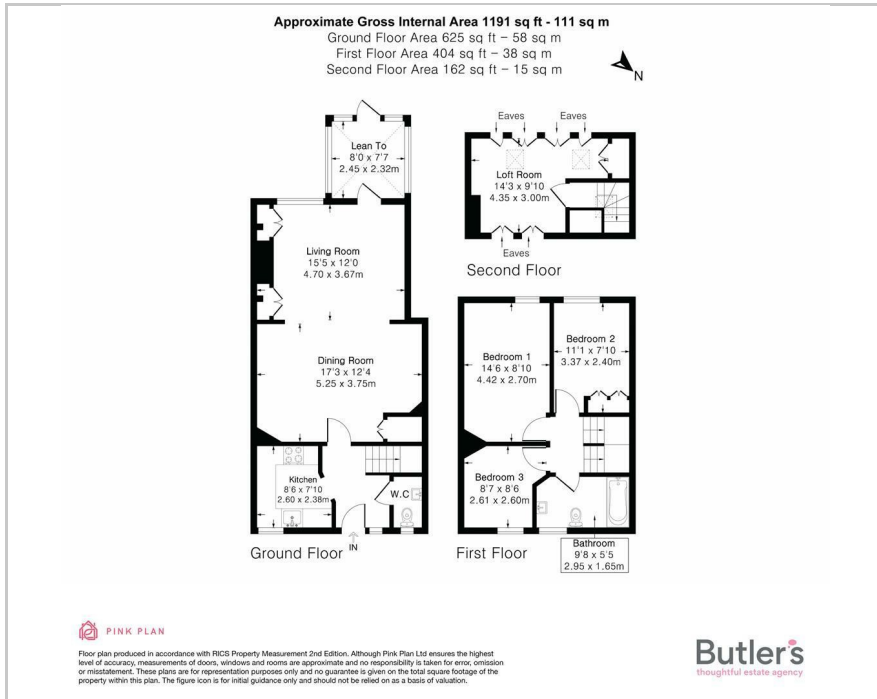 Approximate Gross Internal Area 1191 sq ft - 111 sq m
Ground Floor Area 625 sq ft – 58 sq m
First Floor Area 404 sq ft – 38 sq m
Second Floor Area 162 sq ft – 15 sq m
N
Lean To
8'0 x 7'7
2.45 x 2.32m
Living Room
15'5 x 12'0
4.70 x 3.67m
Dining Room
17'3 x 12'4
5.25 x 3.75m
Kitchen
8'6 x 7'10
2.60 x 2.38m
W.C
IN
Ground Floor
Eaves
Eaves
Loft Room
14'3 x 9'10
4.35 x 3.00m
Eaves
Second Floor
Bedroom 1
14'6 x 8'10
4.42 x 2.70m
Bedroom 2
11'1 x 7'10
3.37 x 2.40m
Bedroom 3
8'7 x 8'6
2.61 x 2.60m
Bathroom
9'8 x 5'5
2.95 x 1.65m
First Floor
PINK PLAN
Floor plan produced in accordance with RICS Property Measurement 2nd Edition. Although Pink Plan Ltd ensures the highest
level of accuracy, measurements of doors, windows and rooms are approximate and no responsibility is taken for error, omission
or misstatement. These plans are for representation purposes only and no guarantee is given on the total square footage of the
property within this plan. The figure icon is for initial guidance only and should not be relied on as a basis of valuation.
Butler's
thoughtful estate agency